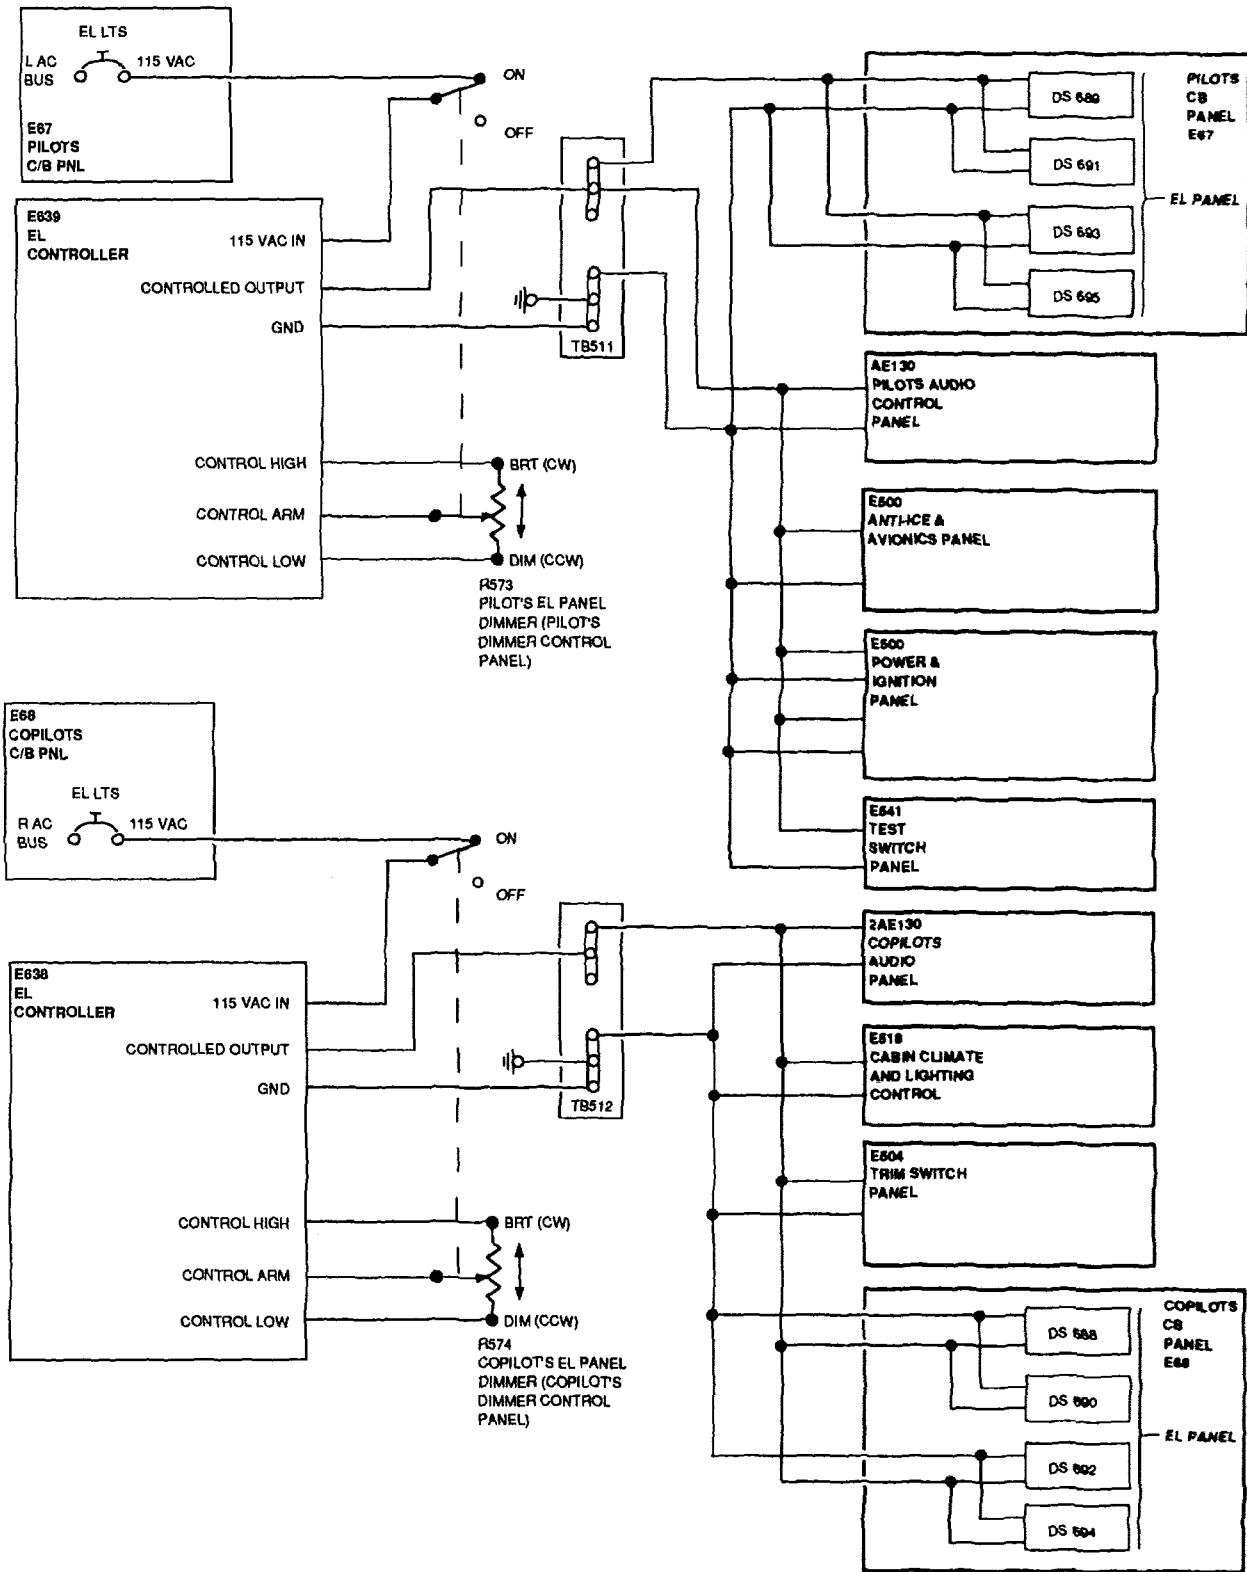 EL LTS
L AC
BUS
115 VAC
E67
PILOTS
C/B PNL
ON
OFF
E639
EL
CONTROLLER
115 VAC IN
CONTROLLED OUTPUT
GND
CONTROL HIGH
CONTROL ARM
CONTROL LOW
TB511
BRT (CW)
DIM (CCW)
R573
PILOT'S EL PANEL
DIMMER (PILOT'S
DIMMER CONTROL
PANEL)
DS 689
DS 691
DS 693
DS 695
PILOTS
CB
PANEL
E67
EL PANEL
AE130
PILOTS AUDIO
CONTROL
PANEL
E500
ANTI-ICE &
AVIONICS PANEL
E500
POWER &
IGNITION
PANEL
E541
TEST
SWITCH
PANEL
E68
COPILOTS
C/B PNL
EL LTS
R AC
BUS
115 VAC
ON
OFF
E638
EL
CONTROLLER
115 VAC IN
CONTROLLED OUTPUT
GND
CONTROL HIGH
CONTROL ARM
CONTROL LOW
TB512
BRT (CW)
DIM (CCW)
R574
COPILOT'S EL PANEL
DIMMER (COPILOT'S
DIMMER CONTROL
PANEL)
2AE130
COPILOTS
AUDIO
PANEL
E518
CABIN CLIMATE
AND LIGHTING
CONTROL
E504
TRIM SWITCH
PANEL
DS 688
DS 690
DS 692
DS 694
COPILOTS
CB
PANEL
E68
EL PANEL